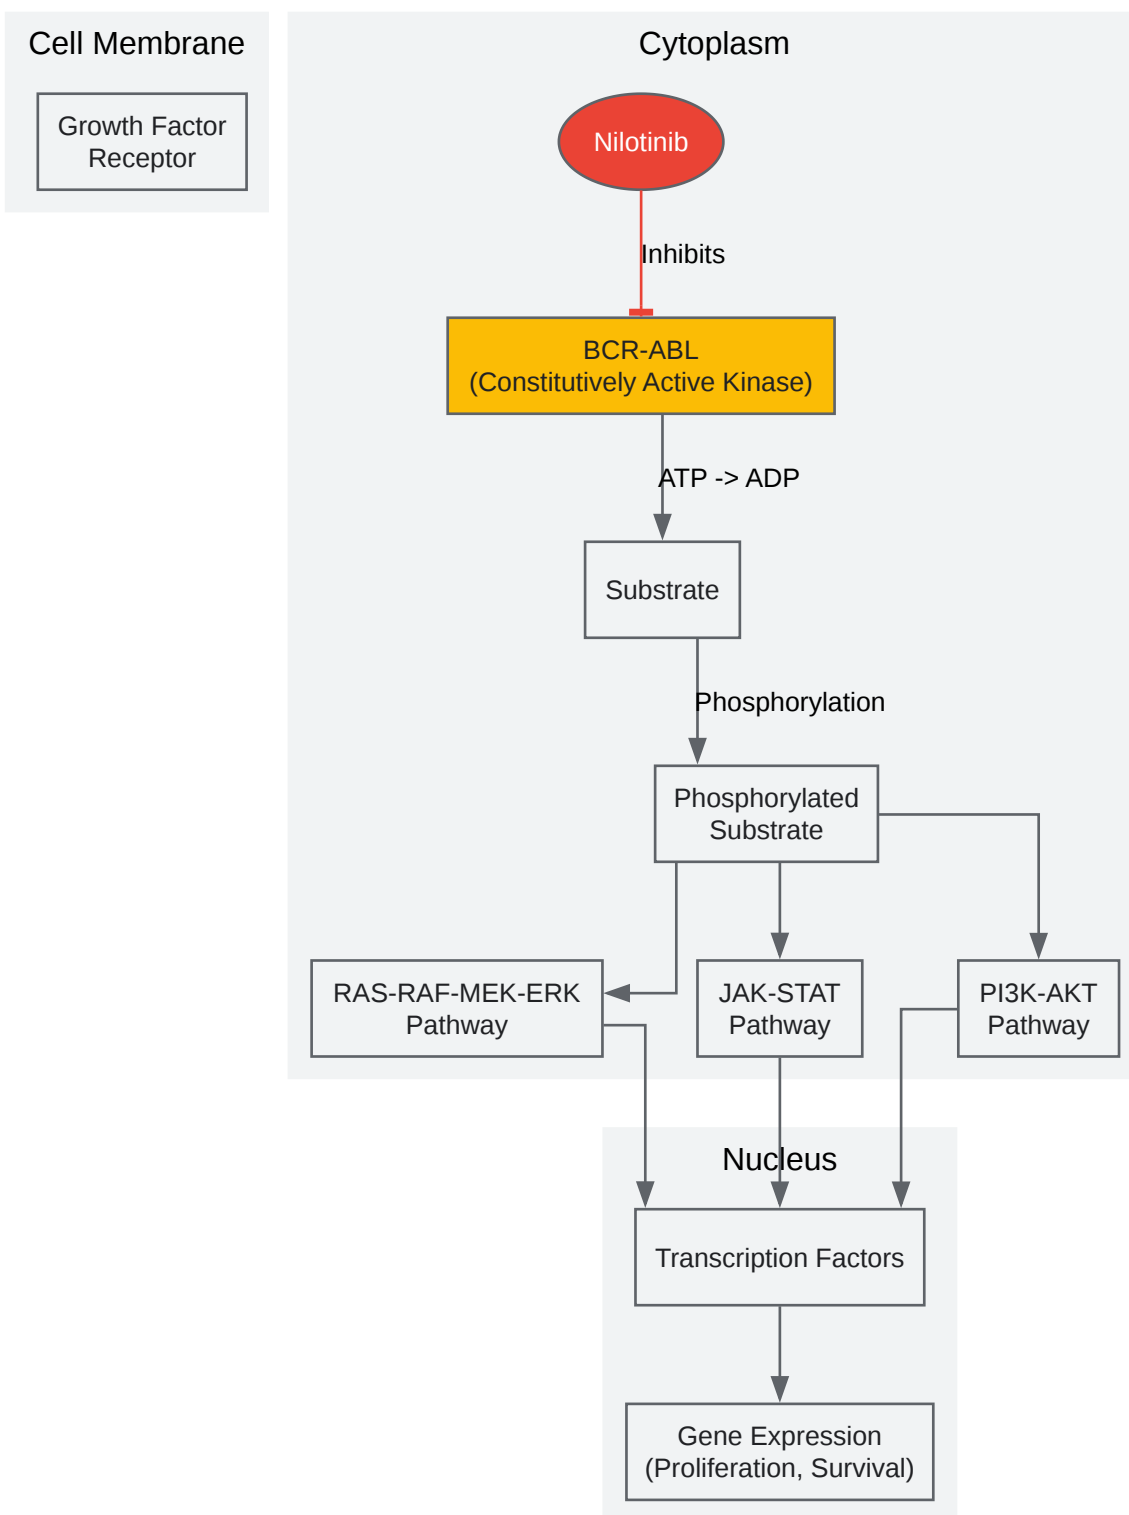 Cell Membrane
Growth Factor
Receptor
Cytoplasm
Nilotinib
Inhibits
BCR-ABL
(Constitutively Active Kinase)
ATP -> ADP
Substrate
Phosphorylation
Phosphorylated
Substrate
RAS-RAF-MEK-ERK
Pathway
JAK-STAT
Pathway
PI3K-AKT
Pathway
Nucleus
Transcription Factors
Gene Expression
(Proliferation, Survival)